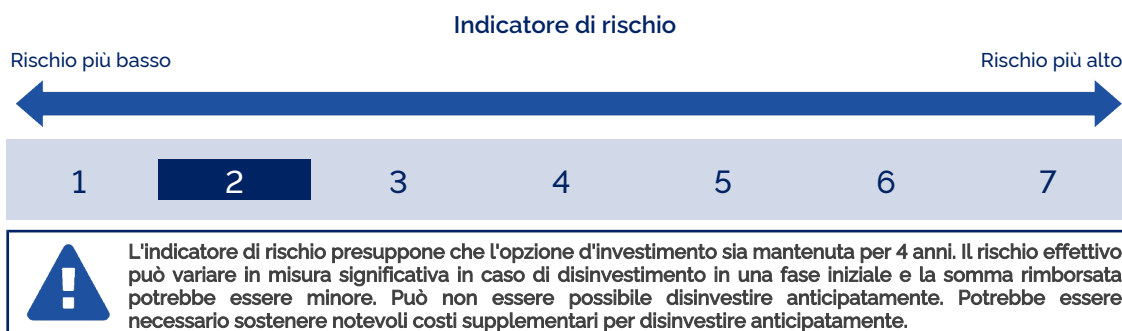 Indicatore di rischio
Rischio più basso
Rischio più alto
1 2 3 4 5 6 7
L'indicatore di rischio presuppone che l'opzione d'investimento sia mantenuta per 4 anni. Il rischio effettivo
può variare in misura significativa in caso di disinvestimento in una fase iniziale e la somma rimborsata
potrebbe essere minore. Può non essere possibile disinvestire anticipatamente. Potrebbe essere
necessario sostenere notevoli costi supplementari per disinvestire anticipatamente.